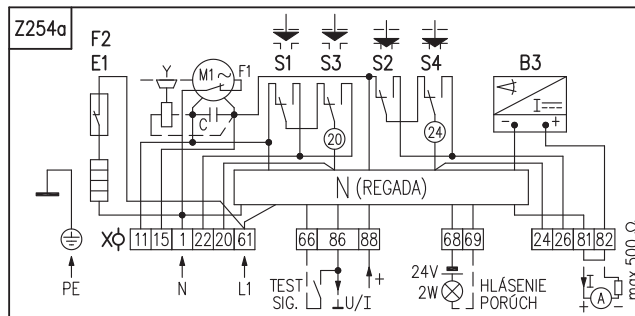 Z254a
F2
E1
Y
M1
F1
C
S1
S3
S2
S4
B3
I
20
24
- +
N (REGADA)
X
11 15 1 22 20 61
66 86 88
68 69
24 26 81 82
PE
N
L1
TEST
SIG.
U/I
+
24V
2W
HLÁSENIE
PORÚCH
I
+ A -
max 500 Ω